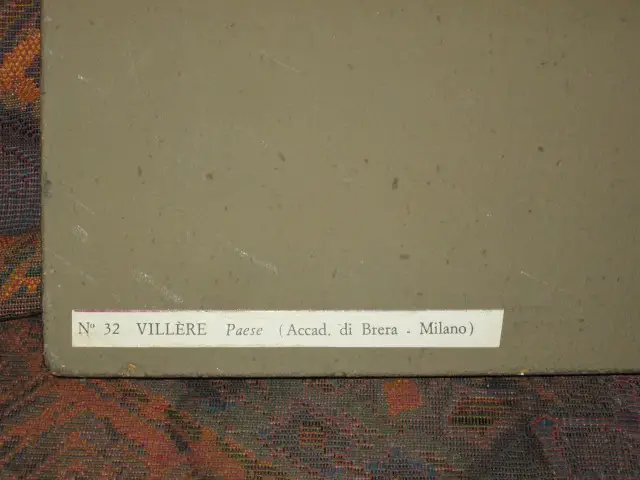 Nº 32 VILLÈRE Paese (Accad. di Brera - Milano)